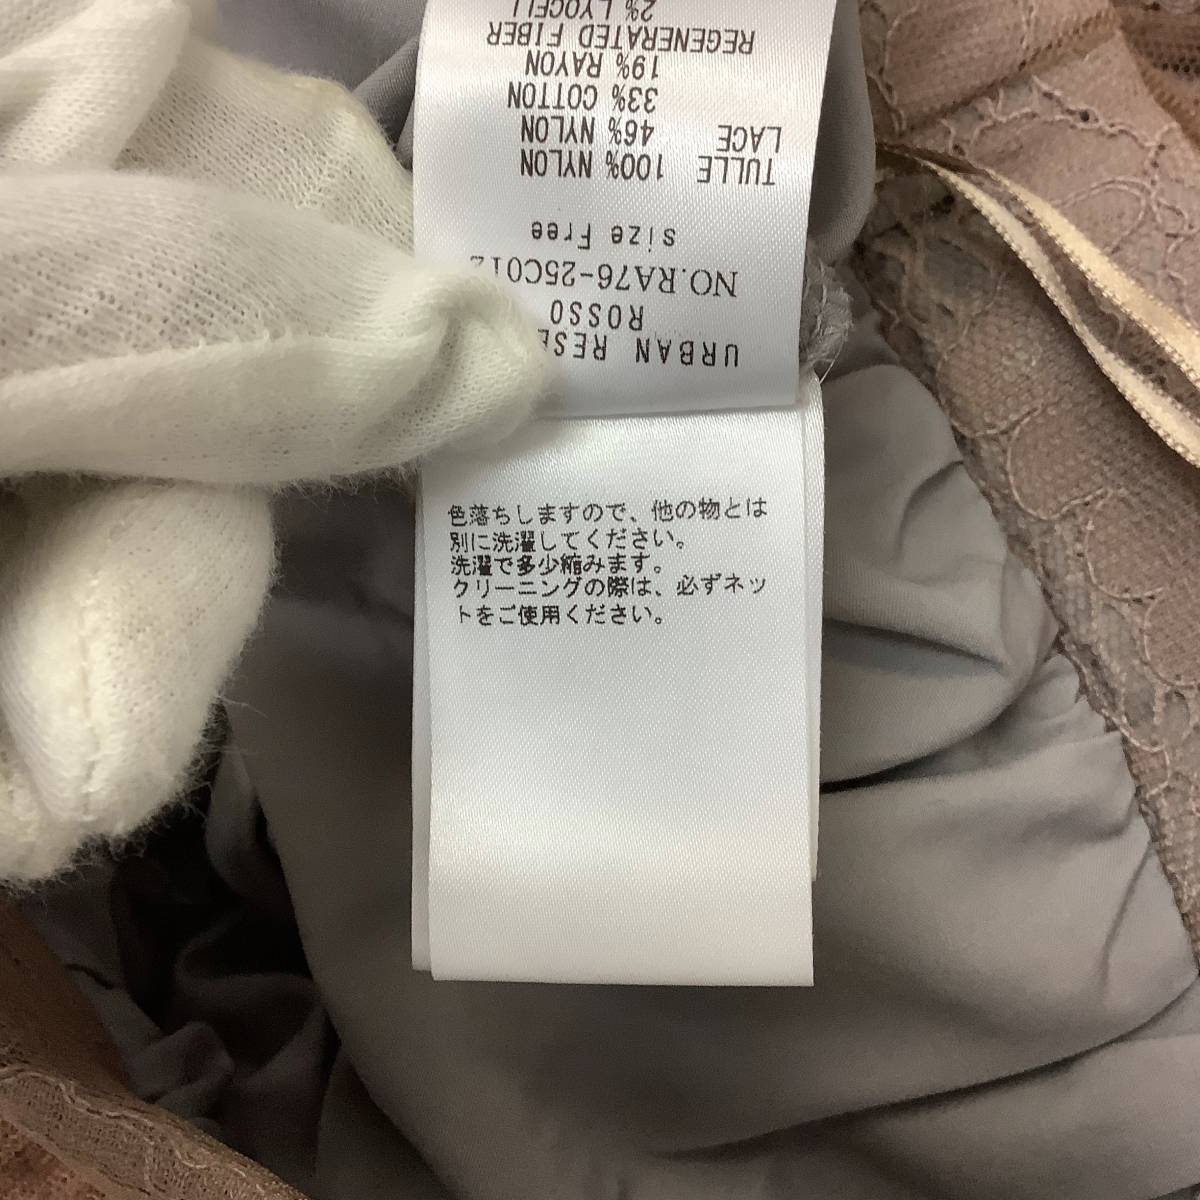 URBAN RESE
ROSSO
NO.RA76-25C012
size Free
TULLE 100% NYLON
LACE 46% NYLON
33% COTTON
19% RAYON
REGENERATED FIBER
2% LYOCELL
色落ちしますので、他の物とは
別に洗濯してください。
洗濯で多少縮みます。
クリーニングの際は、必ずネッ
トをご使用ください。